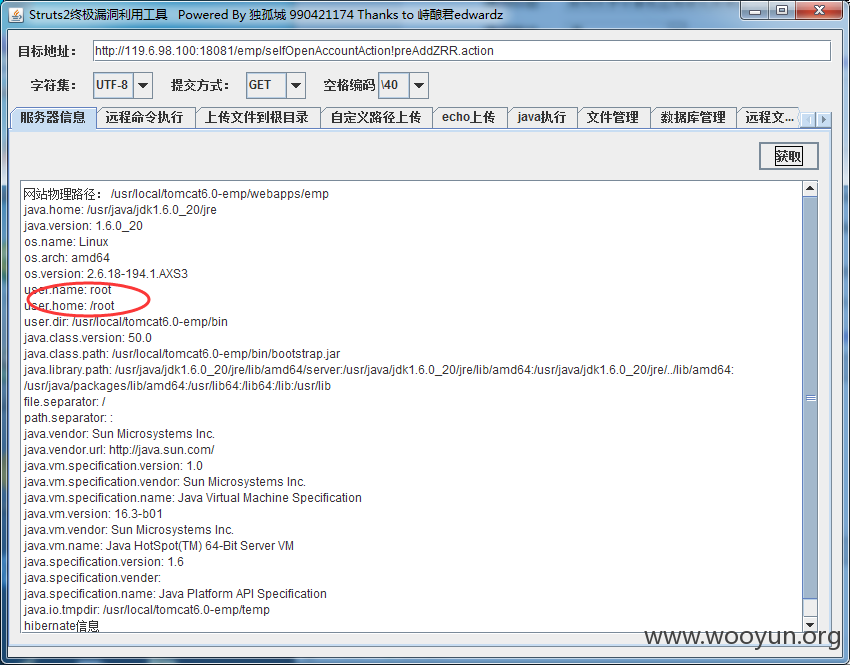 Struts2终极漏洞利用工具 Powered By 独孤城 990421174 Thanks to 峙酿君edwardz
目标地址: http://119.6.98.100:18081/emp/selfOpenAccountAction!preAddZRR.action
字符集: UTF-8 提交方式: GET 空格编码 \40
服务器信息 远程命令执行 上传文件到根目录 自定义路径上传 echo上传 java执行 文件管理 数据库管理 远程文...
获取
网站物理路径: /usr/local/tomcat6.0-emp/webapps/emp
java.home: /usr/java/jdk1.6.0_20/jre
java.version: 1.6.0_20
os.name: Linux
os.arch: amd64
os.version: 2.6.18-194.1.AXS3
user.name: root
user.home: /root
user.dir: /usr/local/tomcat6.0-emp/bin
java.class.version: 50.0
java.class.path: /usr/local/tomcat6.0-emp/bin/bootstrap.jar
java.library.path: /usr/java/jdk1.6.0_20/jre/lib/amd64/server:/usr/java/jdk1.6.0_20/jre/lib/amd64:/usr/java/jdk1.6.0_20/jre/../lib/amd64:
/usr/java/packages/lib/amd64:/usr/lib64:/lib64:/lib:/usr/lib
file.separator: /
path.separator: :
java.vendor: Sun Microsystems Inc.
java.vendor.url: http://java.sun.com/
java.vm.specification.version: 1.0
java.vm.specification.vendor: Sun Microsystems Inc.
java.vm.specification.name: Java Virtual Machine Specification
java.vm.version: 16.3-b01
java.vm.vendor: Sun Microsystems Inc.
java.vm.name: Java HotSpot(TM) 64-Bit Server VM
java.specification.version: 1.6
java.specification.vender:
java.specification.name: Java Platform API Specification
java.io.tmpdir: /usr/local/tomcat6.0-emp/temp
hibernate信息
www.wooyun.org